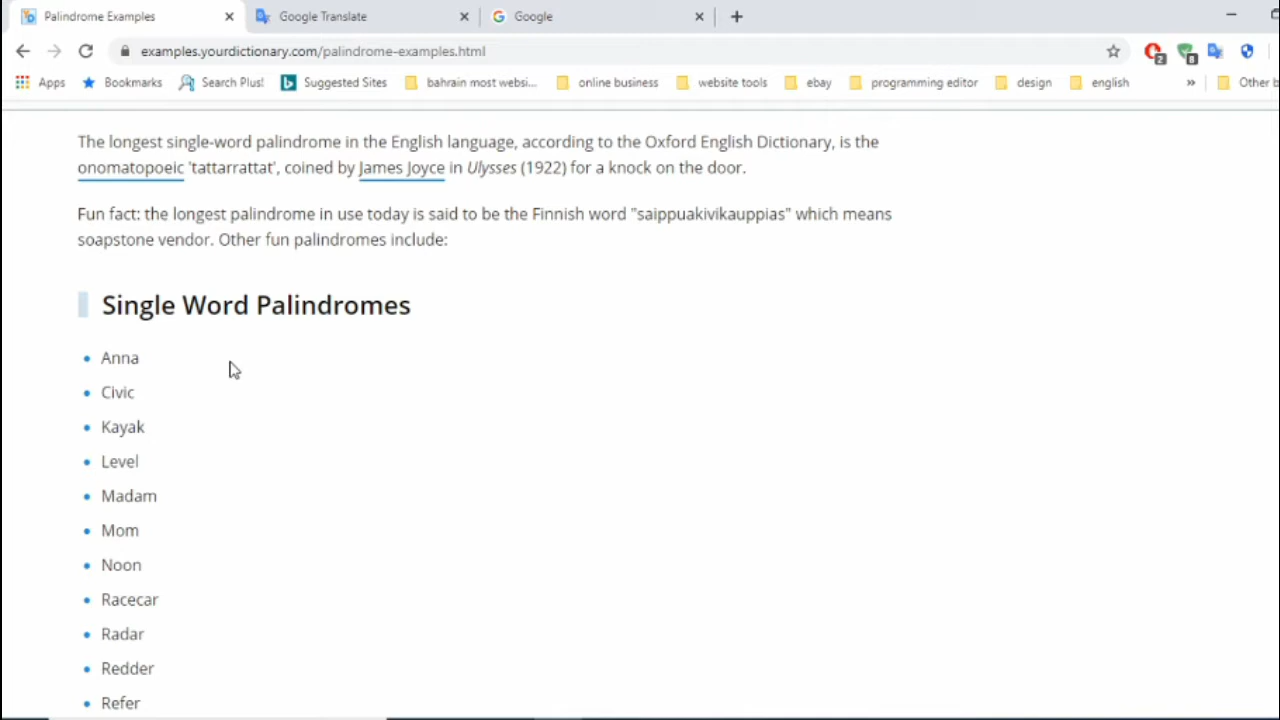 Palindrome Examples
Google Translate
Google
examples.yourdictionary.com/palindrome-examples.html
2
8
Apps
Bookmarks
Search Plus!
Suggested Sites
bahrain most websi...
online business
website tools
ebay
programming editor
design
english
»
Other b
The longest single-word palindrome in the English language, according to the Oxford English Dictionary, is the
onomatopoeic 'tattarrattat', coined by James Joyce in Ulysses (1922) for a knock on the door.
Fun fact: the longest palindrome in use today is said to be the Finnish word "saippuakivikauppias" which means
soapstone vendor. Other fun palindromes include:
Single Word Palindromes
Anna
Civic
Kayak
Level
Madam
Mom
Noon
Racecar
Radar
Redder
Refer